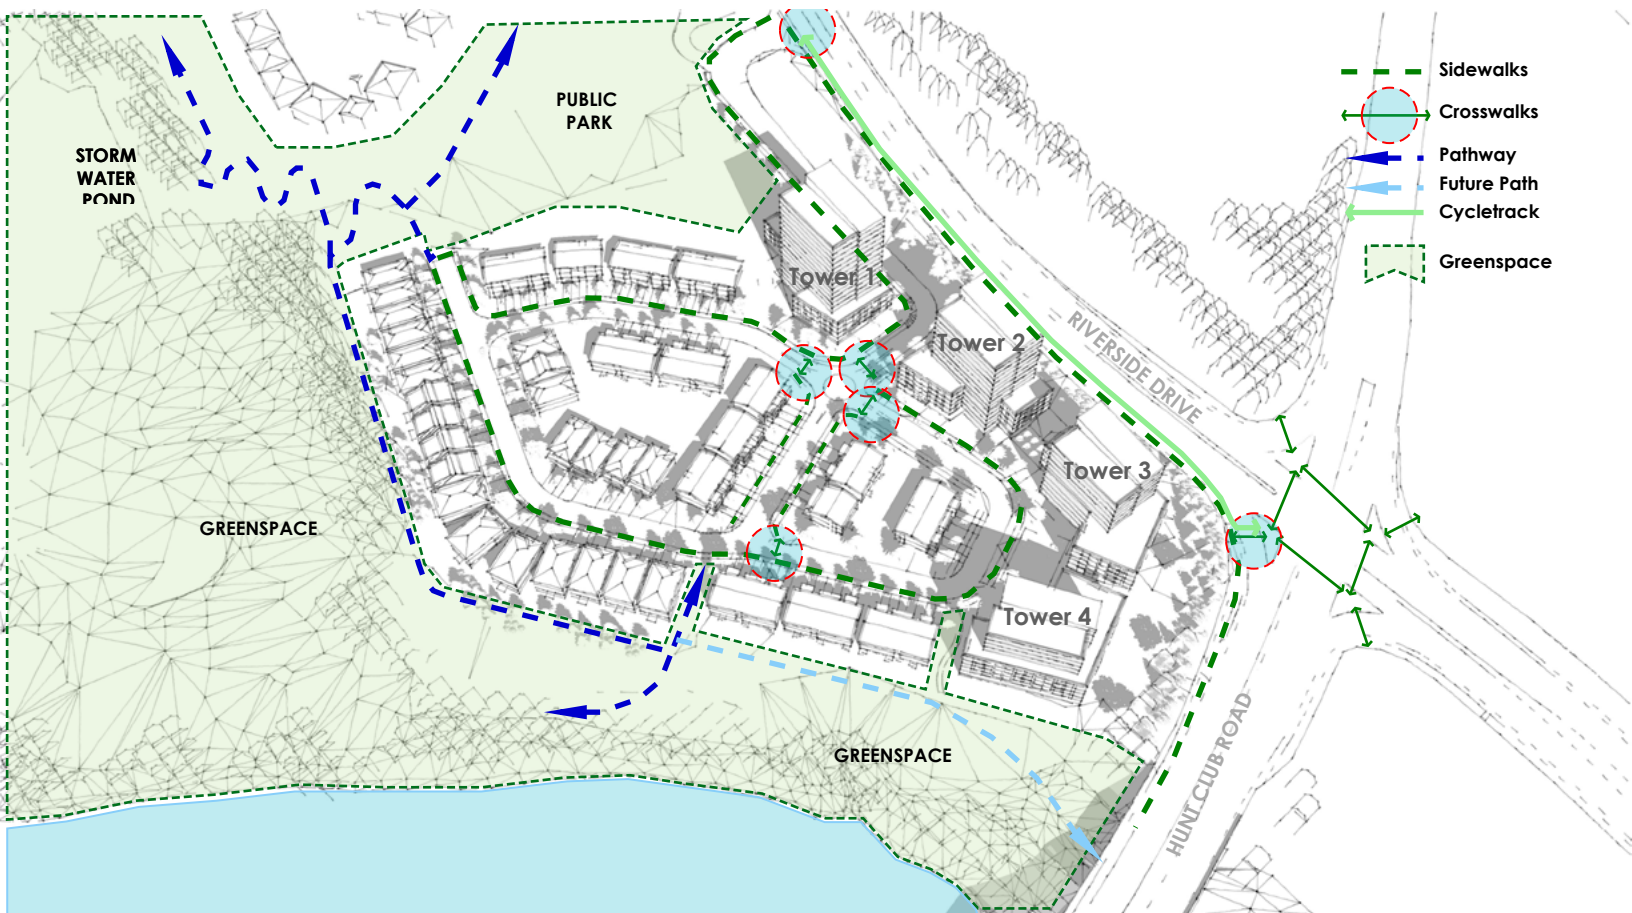 PUBLIC
PARK
STORM
WATER
POND
Sidewalks
Crosswalks
Pathway
Future Path
Cycletrack
Greenspace
Tower 1
Tower 2
RIVERSIDE DRIVE
Tower 3
GREENSPACE
Tower 4
GREENSPACE
HUNT CLUB ROAD